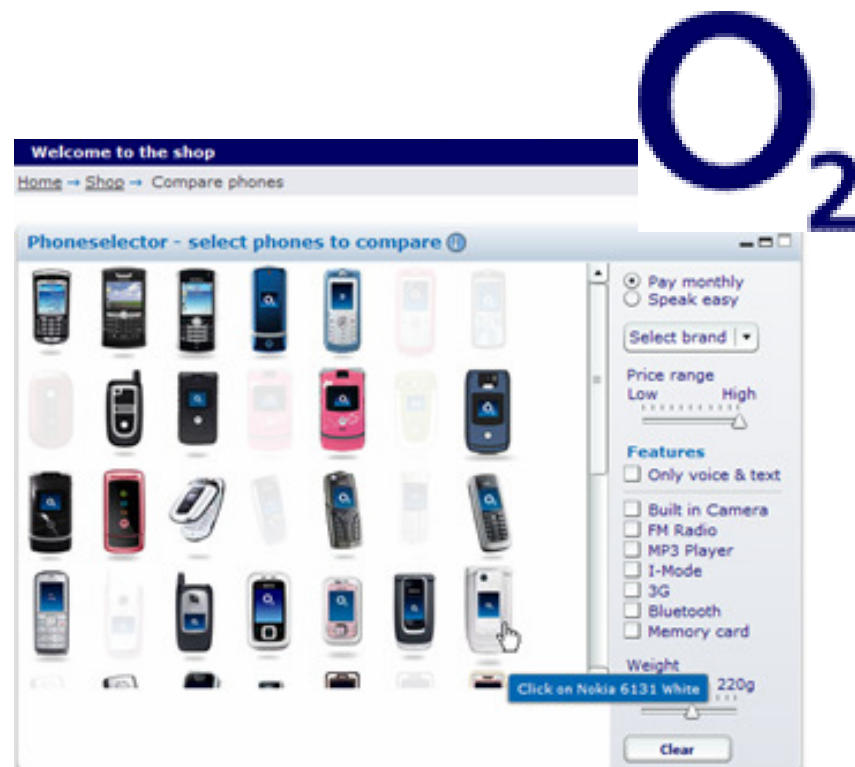 O2
Welcome to the shop
Home → Shop → Compare phones
Phoneselector - select phones to compare
Pay monthly
Speak easy
Select brand
Price range
Low High
Features
Only voice & text
Built in Camera
FM Radio
MP3 Player
I-Mode
3G
Bluetooth
Memory card
Weight
Click on Nokia 6131 White
220g
Clear